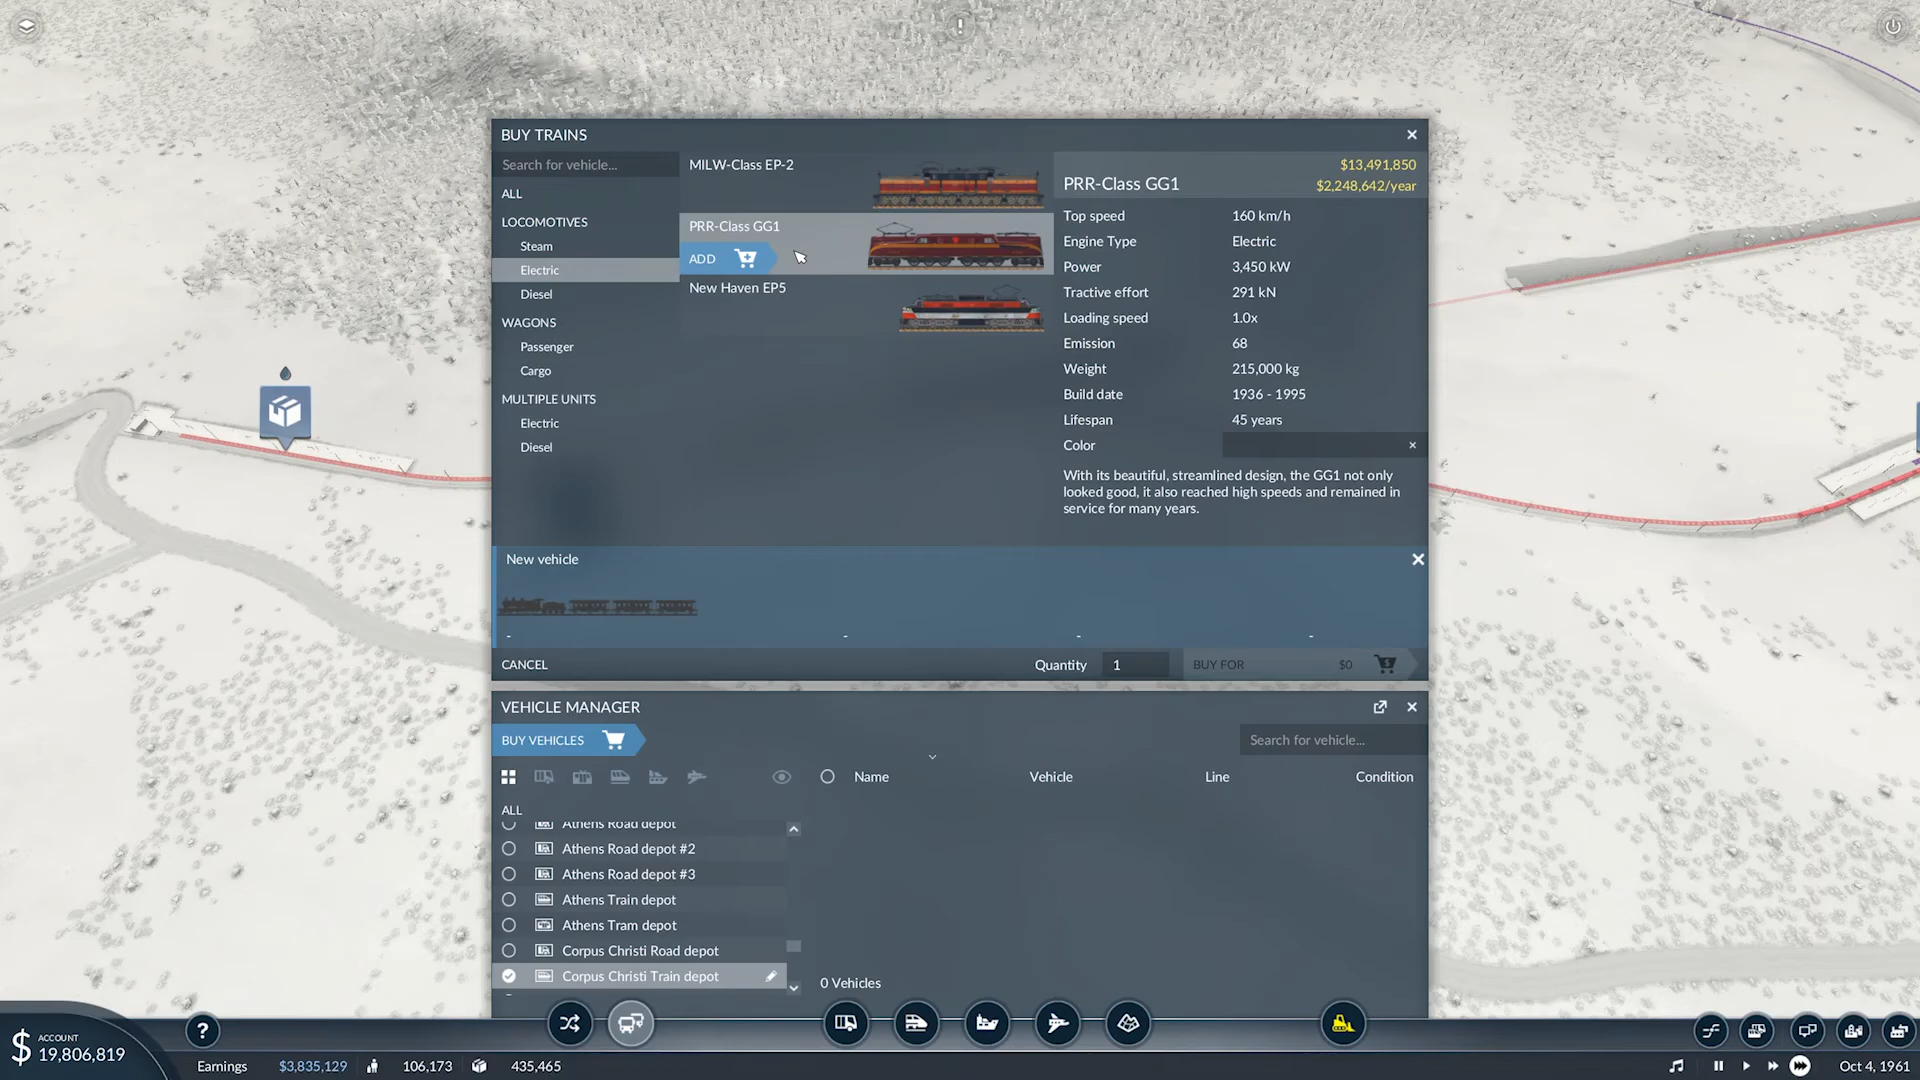 BUY TRAINS
Search for vehicle...
ALL
LOCOMOTIVES
Steam
Electric
Diesel
WAGONS
Passenger
Cargo
MULTIPLE UNITS
Electric
Diesel
MILW-Class EP-2
PRR-Class GG1
ADD
New Haven EP5
$13,491,850
PRR-Class GG1
$2,248,642/year
Top speed 160 km/h
Engine Type Electric
Power 3,450 kW
Tractive effort 291 kN
Loading speed 1.0x
Emission 68
Weight 215,000 kg
Build date 1936 - 1995
Lifespan 45 years
Color
With its beautiful, streamlined design, the GG1 not only
looked good, it also reached high speeds and remained in
service for many years.
New vehicle
- - - -
CANCEL Quantity 1 BUY FOR $0
VEHICLE MANAGER
BUY VEHICLES Search for vehicle...
Name Vehicle Line Condition
ALL
Athens Road depot
Athens Road depot #2
Athens Road depot #3
Athens Train depot
Athens Tram depot
Corpus Christi Road depot
Corpus Christi Train depot
0 Vehicles
$ ACCOUNT
19,806,819
?
Earnings $3,835,129 106,173 435,465 Oct 4, 1961